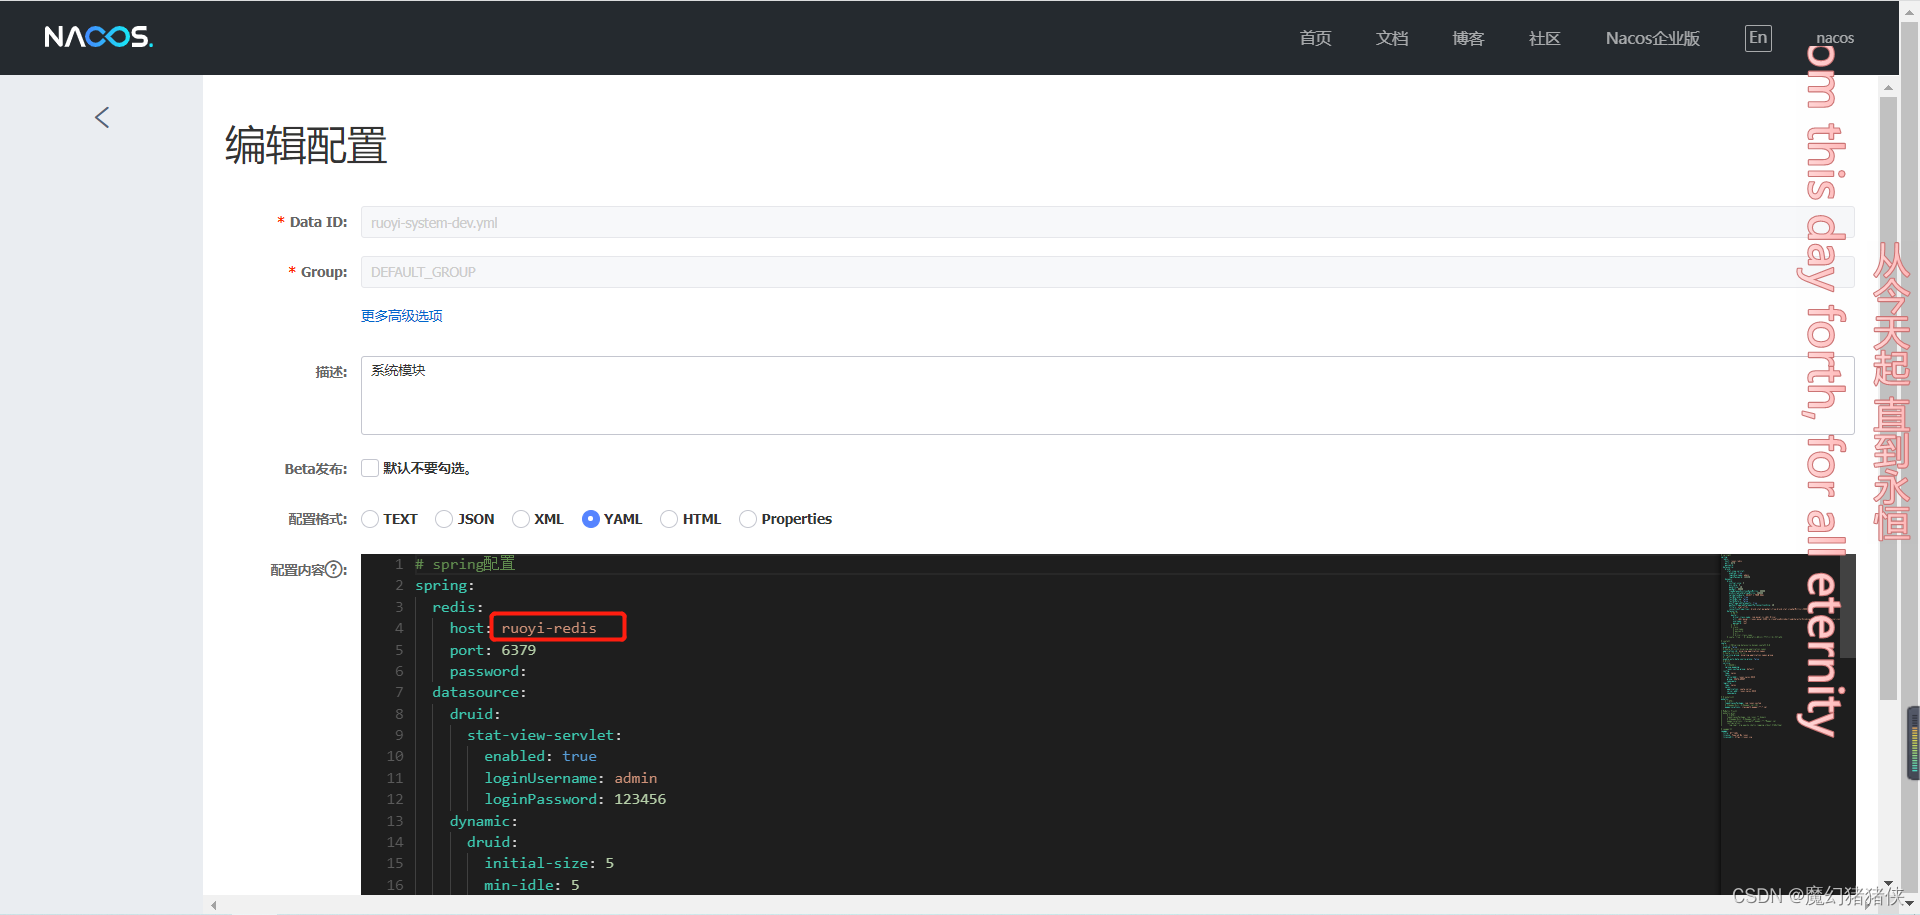 NACOS.
首页 文档 博客 社区 Nacos企业版 En nacos
编辑配置
* Data ID: ruoyi-system-dev.yml
* Group: DEFAULT_GROUP
更多高级选项
描述: 系统模块
Beta发布: 默认不要勾选。
配置格式: TEXT JSON XML YAML HTML Properties
配置内容?:
1 # spring配置
2 spring:
3 redis:
4 host: ruoyi-redis
5 port: 6379
6 password:
7 datasource:
8 druid:
9 stat-view-servlet:
10 enabled: true
11 loginUsername: admin
12 loginPassword: 123456
13 dynamic:
14 druid:
15 initial-size: 5
16 min-idle: 5
om this day forth, for all eternity
从今天起 直到永恒
CSDN @魔幻猪猪侠